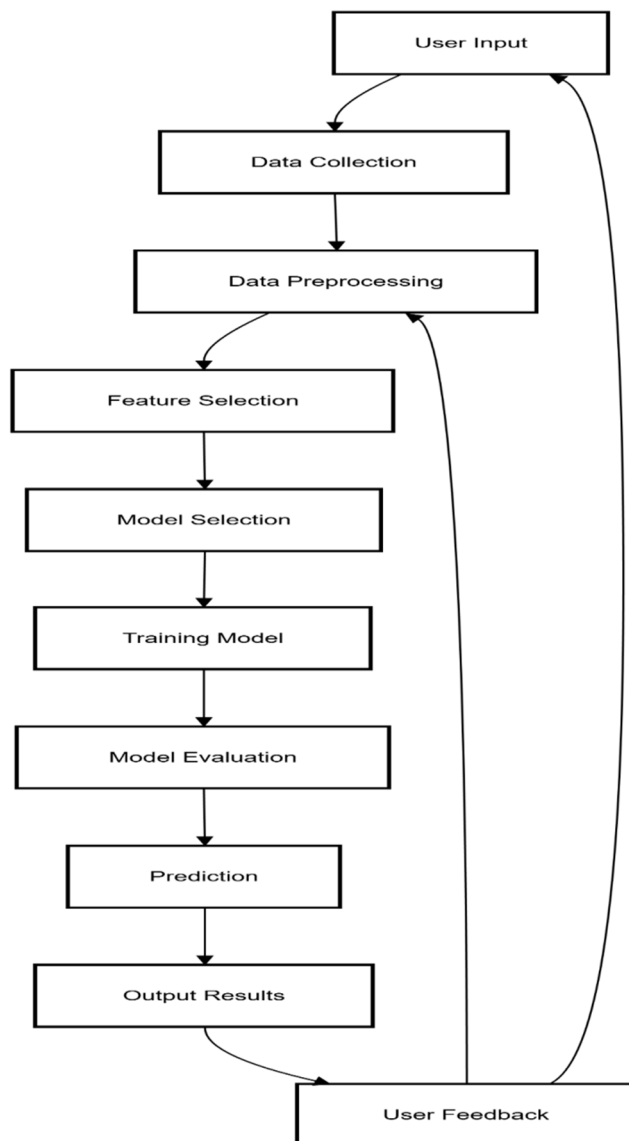 User Input
Data Collection
Data Preprocessing
Feature Selection
Model Selection
Training Model
Model Evaluation
Prediction
Output Results
User Feedback